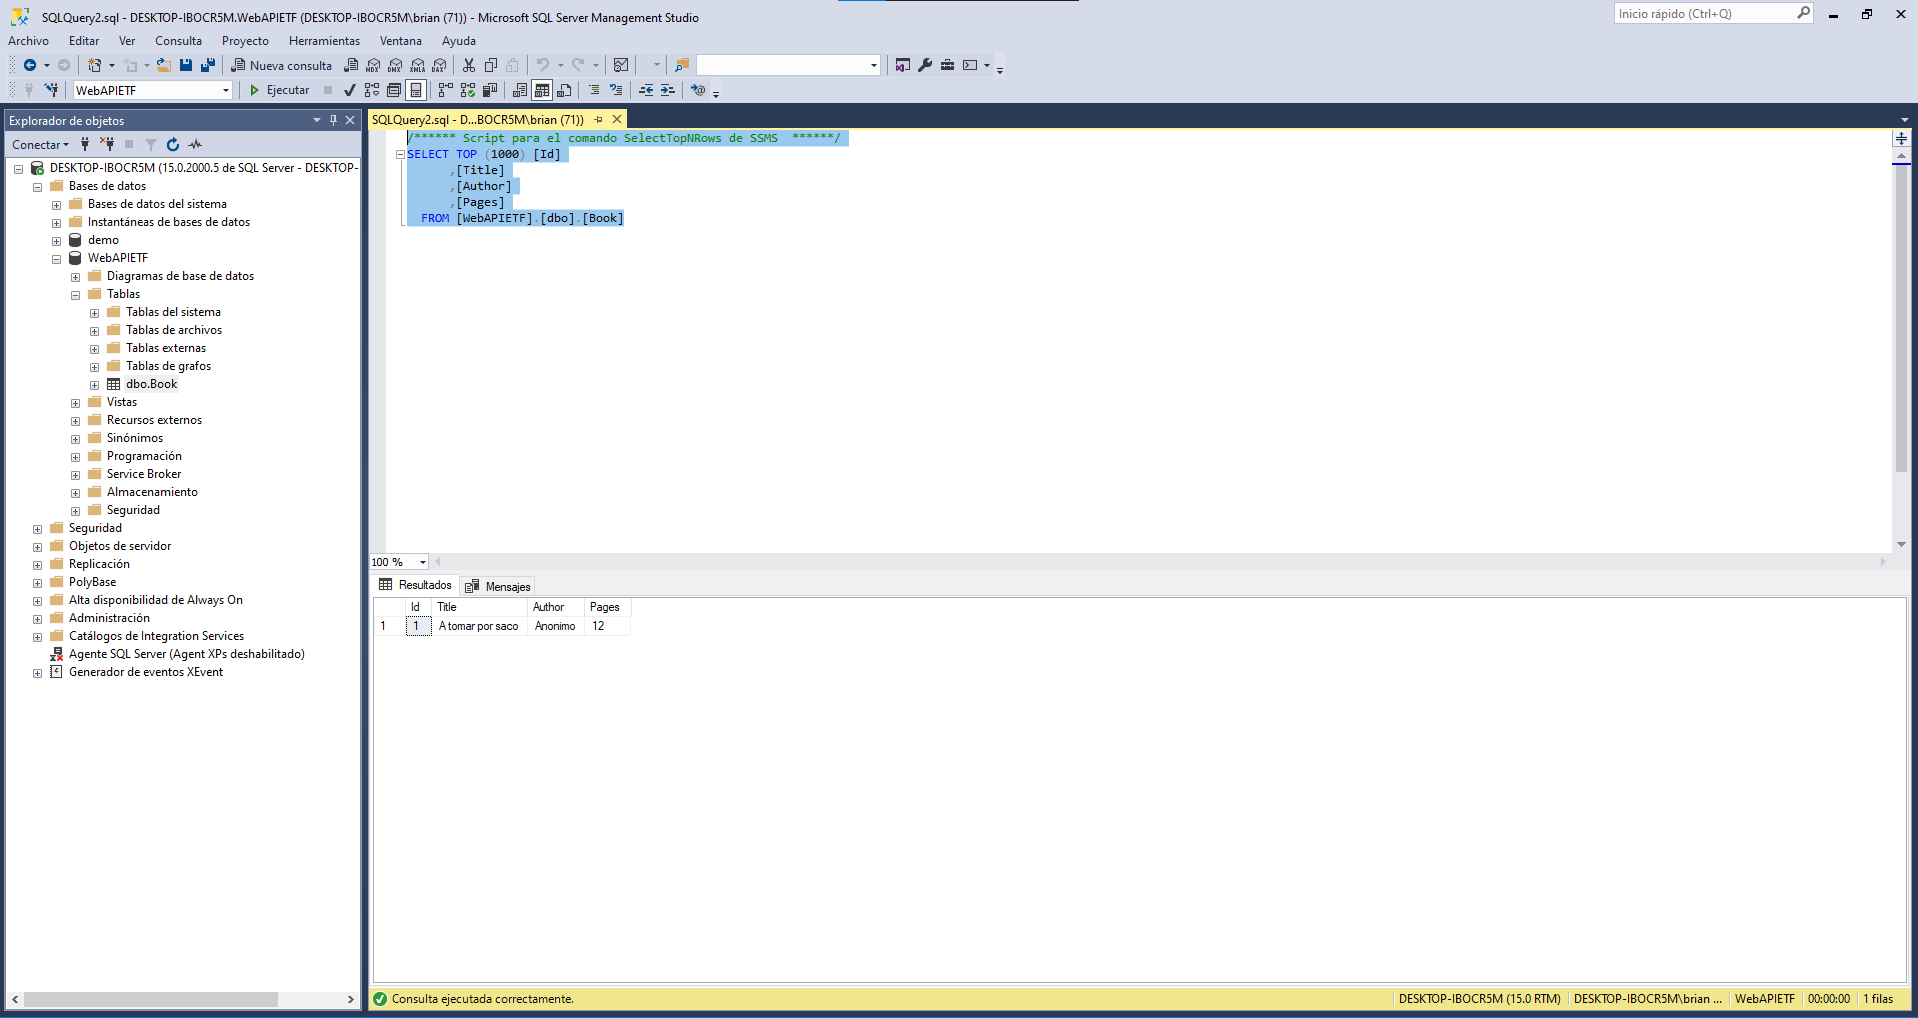 SQLQuery2.sql - DESKTOP-IBOCR5M.WebAPIETF (DESKTOP-IBOCR5M\brian (71)) - Microsoft SQL Server Management Studio
Inicio rápido (Ctrl+Q)
Archivo Editar Ver Consulta Proyecto Herramientas Ventana Ayuda
Nueva consulta MDX DMX XMLA DAX
WebAPIETF Ejecutar
Explorador de objetos
SQLQuery2.sql - D...BOCR5M\brian (71))
Conectar
DESKTOP-IBOCR5M (15.0.2000.5 de SQL Server - DESKTOP-
Bases de datos
Bases de datos del sistema
Instantáneas de bases de datos
demo
WebAPIETF
Diagramas de base de datos
Tablas
Tablas del sistema
Tablas de archivos
Tablas externas
Tablas de grafos
dbo.Book
Vistas
Recursos externos
Sinónimos
Programación
Service Broker
Almacenamiento
Seguridad
Seguridad
Objetos de servidor
Replicación
PolyBase
Alta disponibilidad de Always On
Administración
Catálogos de Integration Services
Agente SQL Server (Agent XPs deshabilitado)
Generador de eventos XEvent
/****** Script para el comando SelectTopNRows de SSMS  ******/
SELECT TOP (1000) [Id]
,[Title]
,[Author]
,[Pages]
FROM [WebAPIETF].[dbo].[Book]
100 %
Resultados Mensajes
Id Title Author Pages
1 1 A tomar por saco Anonimo 12
Consulta ejecutada correctamente.
DESKTOP-IBOCR5M (15.0 RTM) DESKTOP-IBOCR5M\brian ... WebAPIETF 00:00:00 1 filas